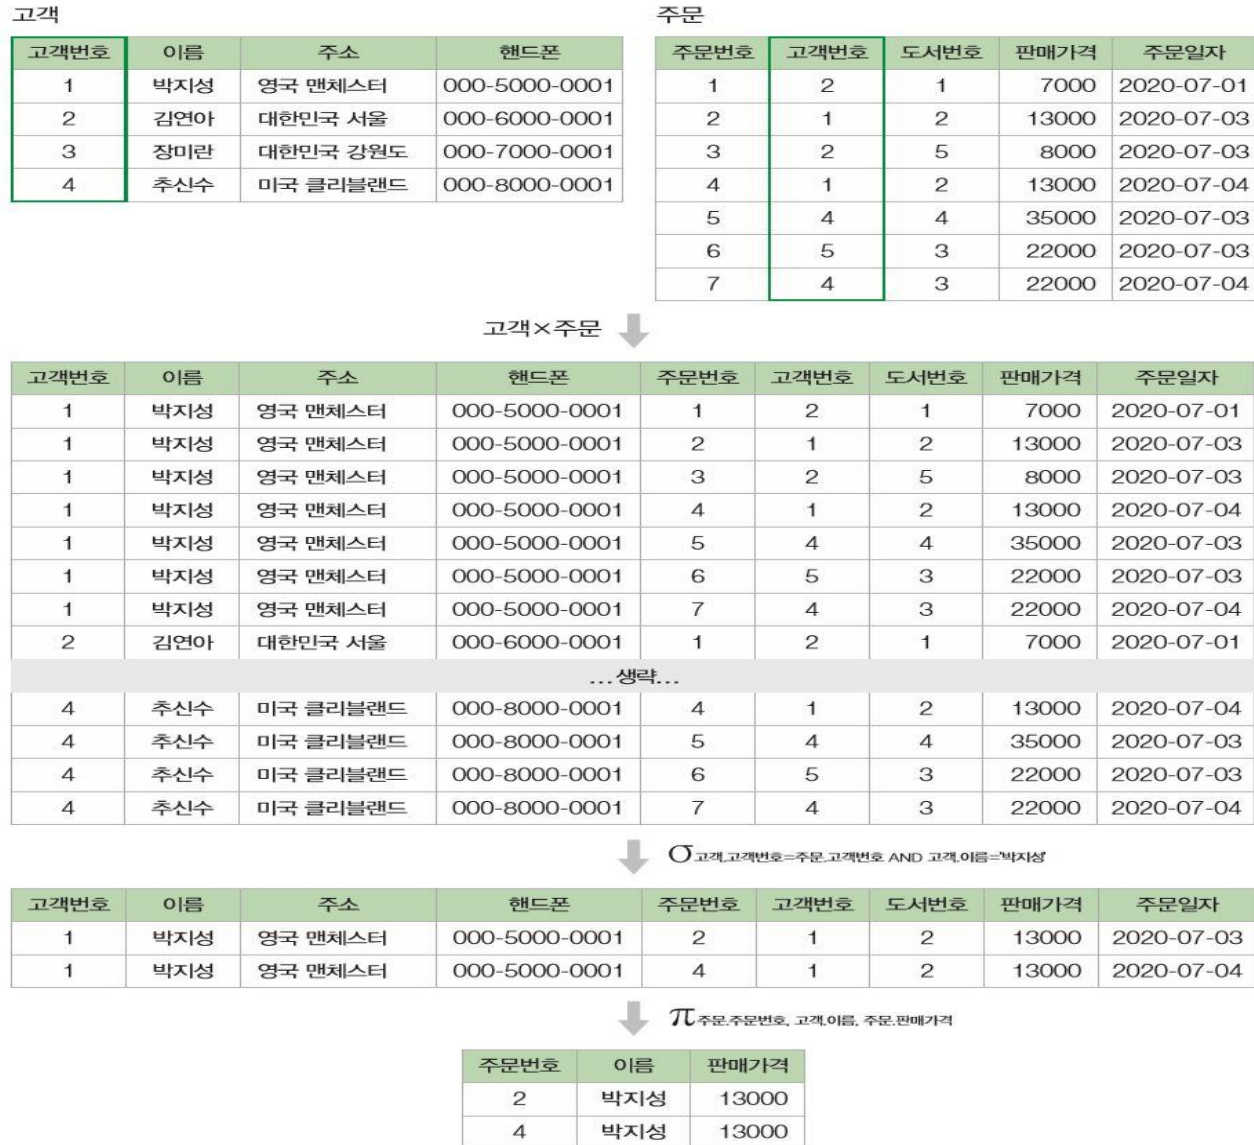 고객
고객번호 이름 주소 핸드폰
1 박지성 영국 맨체스터 000-5000-0001
2 김연아 대한민국 서울 000-6000-0001
3 장미란 대한민국 강원도 000-7000-0001
4 추신수 미국 클리블랜드 000-8000-0001
주문
주문번호 고객번호 도서번호 판매가격 주문일자
1 2 1 7000 2020-07-01
2 1 2 13000 2020-07-03
3 2 5 8000 2020-07-03
4 1 2 13000 2020-07-04
5 4 4 35000 2020-07-03
6 5 3 22000 2020-07-03
7 4 3 22000 2020-07-04
고객×주문
고객번호 이름 주소 핸드폰 주문번호 고객번호 도서번호 판매가격 주문일자
1 박지성 영국 맨체스터 000-5000-0001 1 2 1 7000 2020-07-01
1 박지성 영국 맨체스터 000-5000-0001 2 1 2 13000 2020-07-03
1 박지성 영국 맨체스터 000-5000-0001 3 2 5 8000 2020-07-03
1 박지성 영국 맨체스터 000-5000-0001 4 1 2 13000 2020-07-04
1 박지성 영국 맨체스터 000-5000-0001 5 4 4 35000 2020-07-03
1 박지성 영국 맨체스터 000-5000-0001 6 5 3 22000 2020-07-03
1 박지성 영국 맨체스터 000-5000-0001 7 4 3 22000 2020-07-04
2 김연아 대한민국 서울 000-6000-0001 1 2 1 7000 2020-07-01
...생략...
4 추신수 미국 클리블랜드 000-8000-0001 4 1 2 13000 2020-07-04
4 추신수 미국 클리블랜드 000-8000-0001 5 4 4 35000 2020-07-03
4 추신수 미국 클리블랜드 000-8000-0001 6 5 3 22000 2020-07-03
4 추신수 미국 클리블랜드 000-8000-0001 7 4 3 22000 2020-07-04
σ고객.고객번호=주문.고객번호 AND 고객.이름='박지성'
고객번호 이름 주소 핸드폰 주문번호 고객번호 도서번호 판매가격 주문일자
1 박지성 영국 맨체스터 000-5000-0001 2 1 2 13000 2020-07-03
1 박지성 영국 맨체스터 000-5000-0001 4 1 2 13000 2020-07-04
π주문.주문번호, 고객.이름, 주문.판매가격
주문번호 이름 판매가격
2 박지성 13000
4 박지성 13000